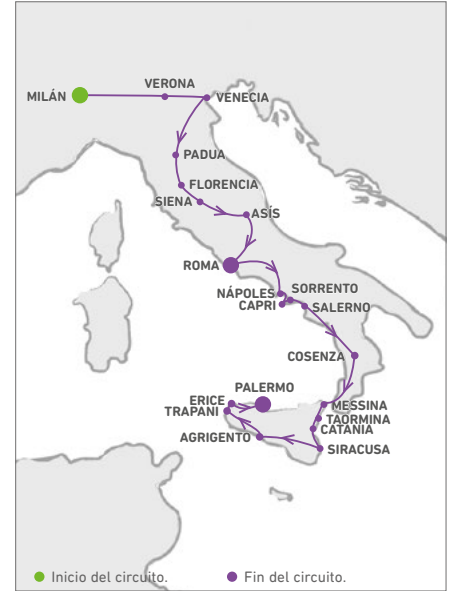 VERONA
MILÁN
VENECIA
PADUA
FLORENCIA
SIENA
ASÍS
ROMA
NÁPOLES
SORRENTO
CAPRI
SALERNO
COSENZA
PALERMO
ERICE
TRAPANI
MESSINA
TAORMINA
CATANIA
AGRIGENTO
SIRACUSA
Inicio del circuito.
Fin del circuito.